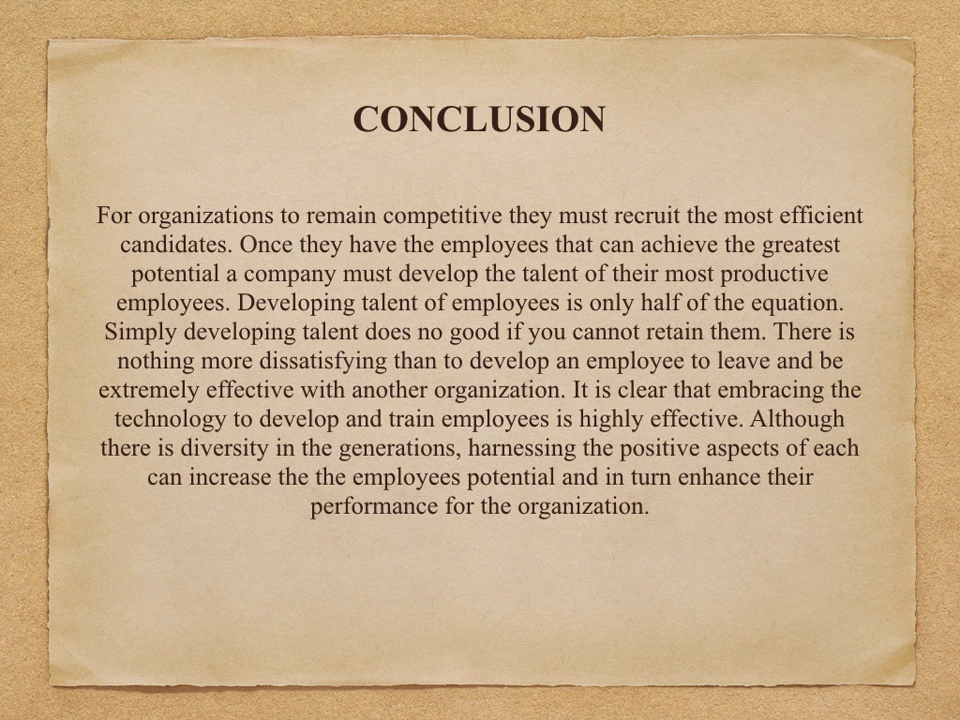 CONCLUSION
For organizations to remain competitive they must recruit the most efficient
candidates. Once they have the employees that can achieve the greatest
potential a company must develop the talent of their most productive
employees. Developing talent of employees is only half of the equation.
Simply developing talent does no good if you cannot retain them. There is
nothing more dissatisfying than to develop an employee to leave and be
extremely effective with another organization. It is clear that embracing the
technology to develop and train employees is highly effective. Although
there is diversity in the generations, harnessing the positive aspects of each
can increase the the employees potential and in turn enhance their
performance for the organization.